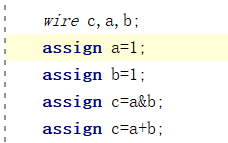 wire c,a,b;
assign a=1;
assign b=1;
assign c=a&b;
assign c=a+b;